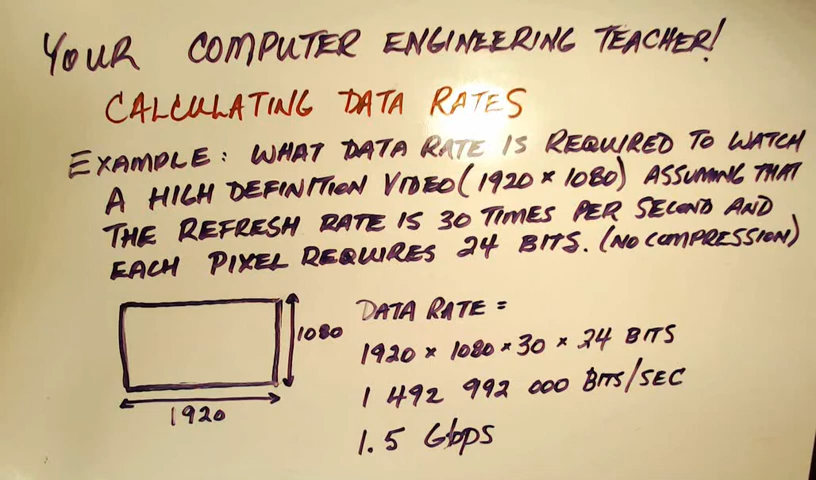 YOUR COMPUTER ENGINEERING TEACHER!
CALCULATING DATA RATES
EXAMPLE: WHAT DATA RATE IS REQUIRED TO WATCH
A HIGH DEFINITION VIDEO (1920 × 1080) ASSUMING THAT
THE REFRESH RATE IS 30 TIMES PER SECOND AND
EACH PIXEL REQUIRES 24 BITS. (NO COMPRESSION)
1080
1920
DATA RATE =
1920 × 1080 × 30 × 24 BITS
1 492 992 000 BITS/SEC
1.5 Gbps